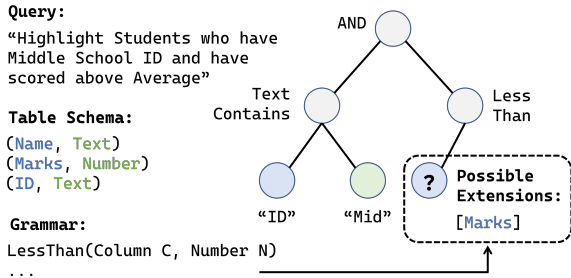 Query:
“Highlight Students who have
Middle School ID and have
scored above Average”
Table Schema:
(Name, Text)
(Marks, Number)
(ID, Text)
Grammar:
LessThan(Column C, Number N)
...
AND
Text
Contains
Less
Than
“ID”
“Mid”
?
Possible
Extensions:
[Marks]